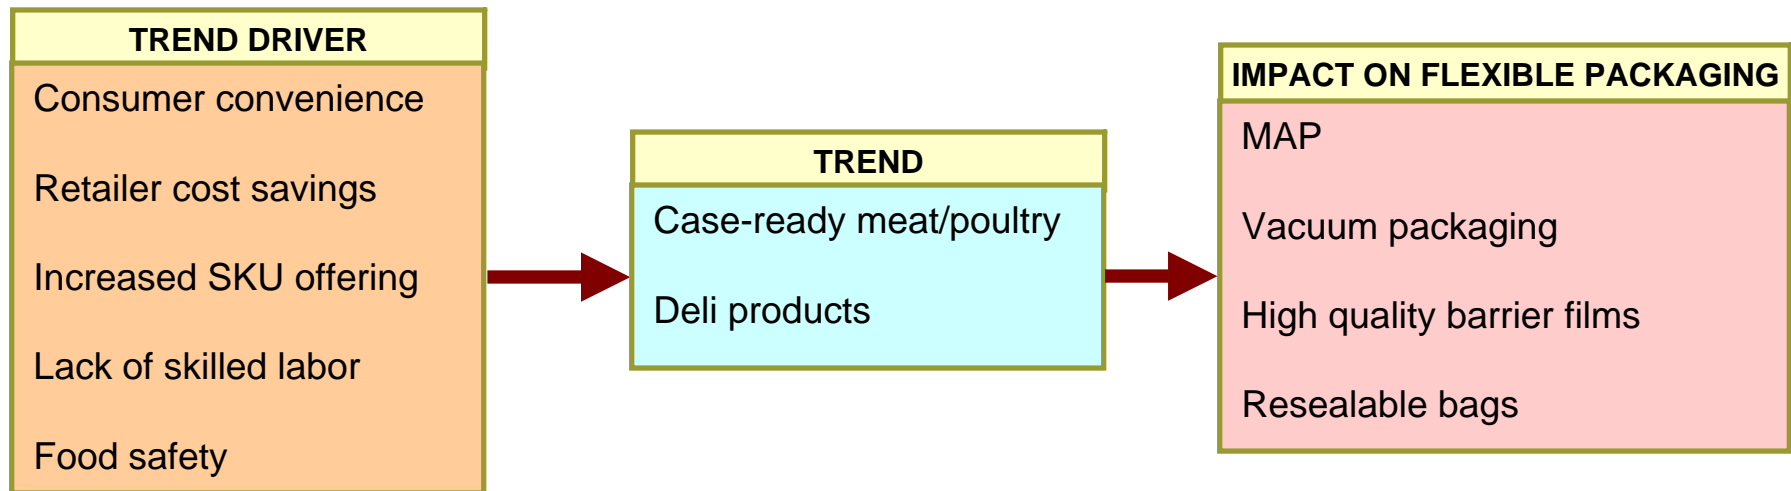 TREND DRIVER
Consumer convenience
Retailer cost savings
Increased SKU offering
Lack of skilled labor
Food safety
TREND
Case-ready meat/poultry
Deli products
IMPACT ON FLEXIBLE PACKAGING
MAP
Vacuum packaging
High quality barrier films
Resealable bags